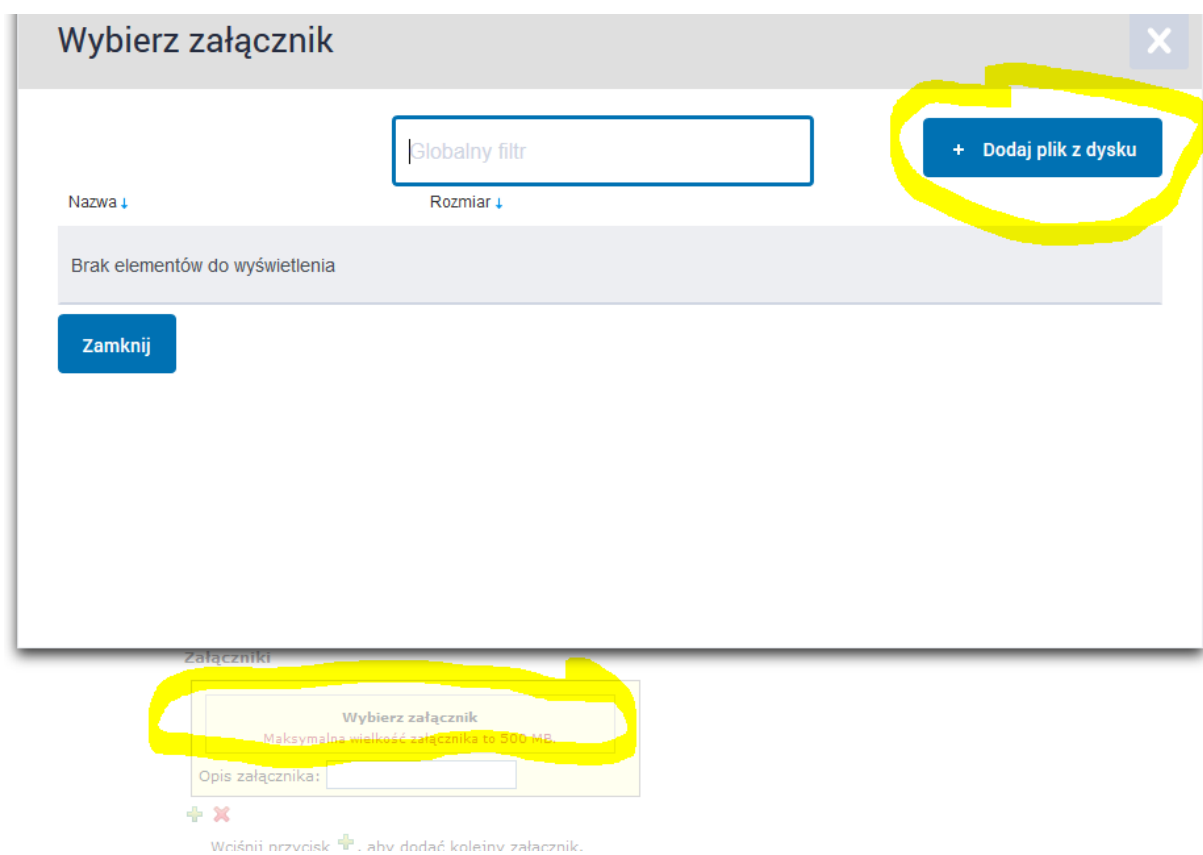 Wybierz załącznik
Globalny filtr
+ Dodaj plik z dysku
Nazwa↓ Rozmiar↓
Brak elementów do wyświetlenia
Zamknij
Załączniki
Wybierz załącznik
Maksymalna wielkość załącznika to 500 MB.
Opis załącznika:
Wciśnij przycisk , aby dodać kolejny załącznik.